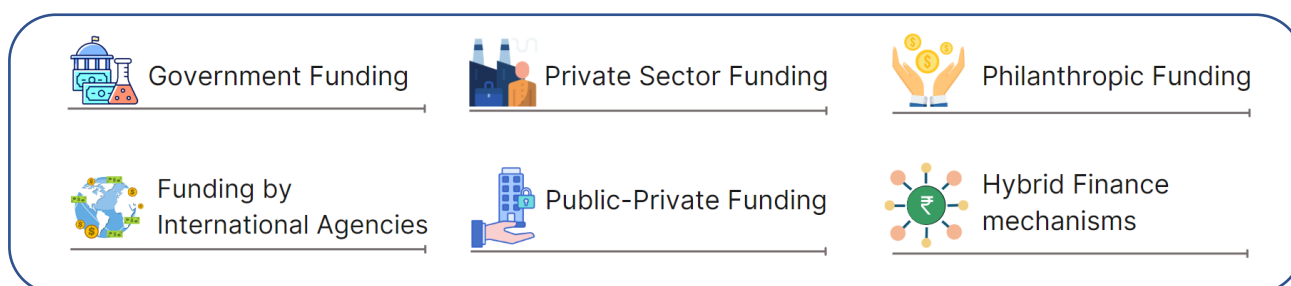 Government Funding
Private Sector Funding
Philanthropic Funding
Funding by
International Agencies
Public-Private Funding
Hybrid Finance
mechanisms
₹